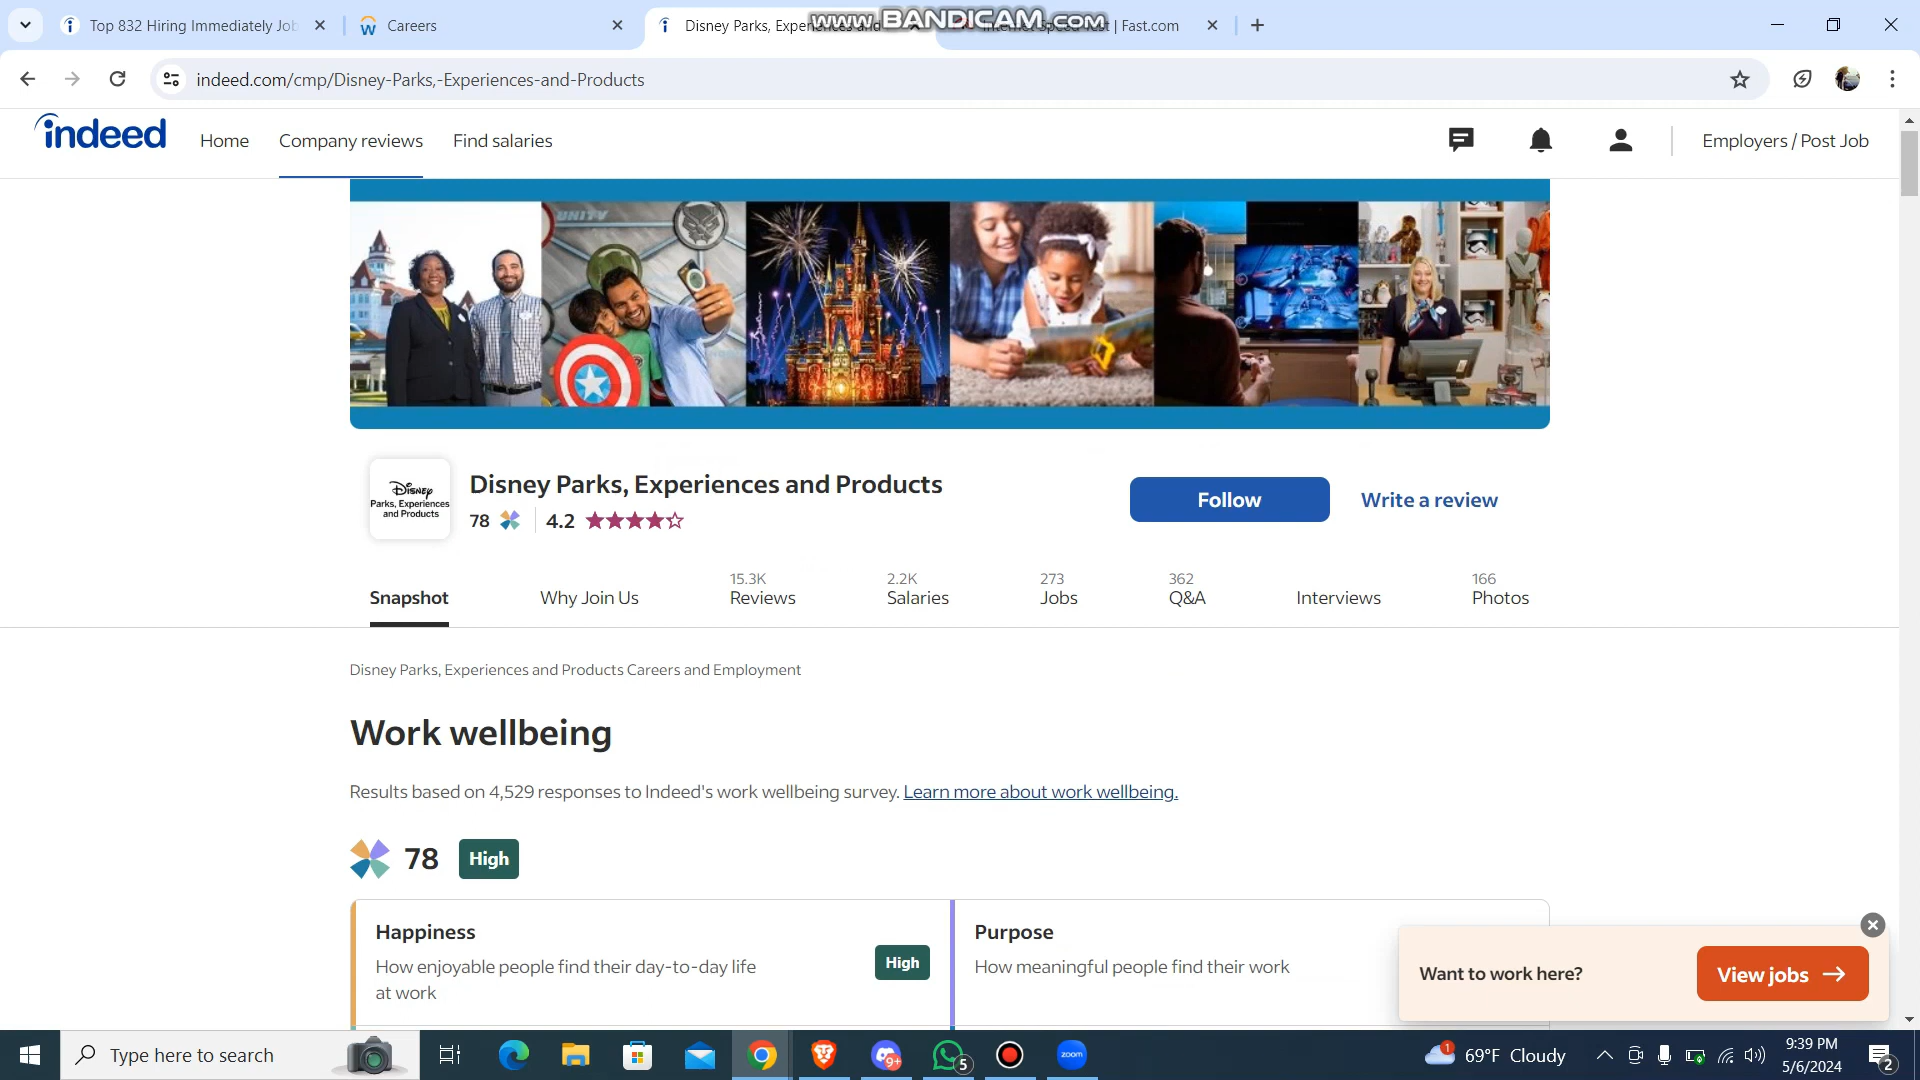 Top 832 Hiring Immediately Job
Careers
Disney Parks, Experiences and
Internet Speed Test | Fast.com
www.BANDICAM.com
indeed.com/cmp/Disney-Parks,-Experiences-and-Products
indeed
Home
Company reviews
Find salaries
Employers / Post Job
UNITV
Disney
Parks, Experiences
and Products
Disney Parks, Experiences and Products
78
4.2
Follow
Write a review
Snapshot
Why Join Us
15.3K
Reviews
2.2K
Salaries
273
Jobs
362
Q&A
Interviews
166
Photos
Disney Parks, Experiences and Products Careers and Employment
Work wellbeing
Results based on 4,529 responses to Indeed's work wellbeing survey. Learn more about work wellbeing.
78
High
Happiness
How enjoyable people find their day-to-day life
at work
High
Purpose
How meaningful people find their work
Want to work here?
View jobs
Type here to search
9+
5
zoom
1
69°F Cloudy
9:39 PM
5/6/2024
2